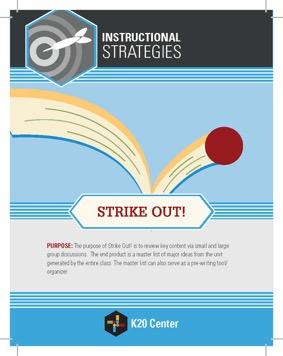 INSTRUCTIONAL
STRATEGIES
STRIKE OUT!
PURPOSE: The purpose of Strike Out! is to review key content via small and large
group discussions. The end product is a master list of major ideas from the unit
generated by the entire class. The master list can also serve as a pre-writing tool/
organizer.
K20 Center